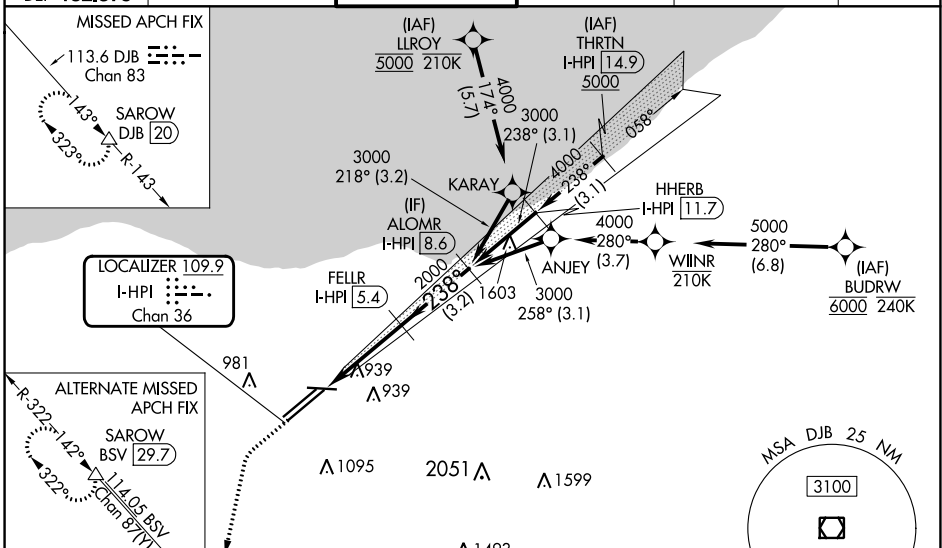 MISSED APCH FIX
113.6 DJB
Chan 83
143°
323°
SAROW
DJB 20
R-143
(IAF)
LLROY
5000 210K
4000
174°
(5.7)
(IAF)
THRTN
I-HPI 14.9
5000
3000
238° (3.1)
3000
218° (3.2)
058°
4000
238°
(3.1)
KARAY
HHERB
I-HPI 11.7
(IF)
ALOMR
I-HPI 8.6
4000
280°
(3.7)
5000
280°
(6.8)
ANJEY
WIINR
210K
(IAF)
BUDRW
6000 240K
LOCALIZER 109.9
I-HPI
Chan 36
FELLR
I-HPI 5.4
2000
238°
(3.2)
1603
3000
258° (3.1)
981
939
939
ALTERNATE MISSED
APCH FIX
R-322
142°
322°
SAROW
BSV 29.7
114.05 BSV
Chan 87(Y)
1095
2051
1599
MSA DJB 25 NM
3100